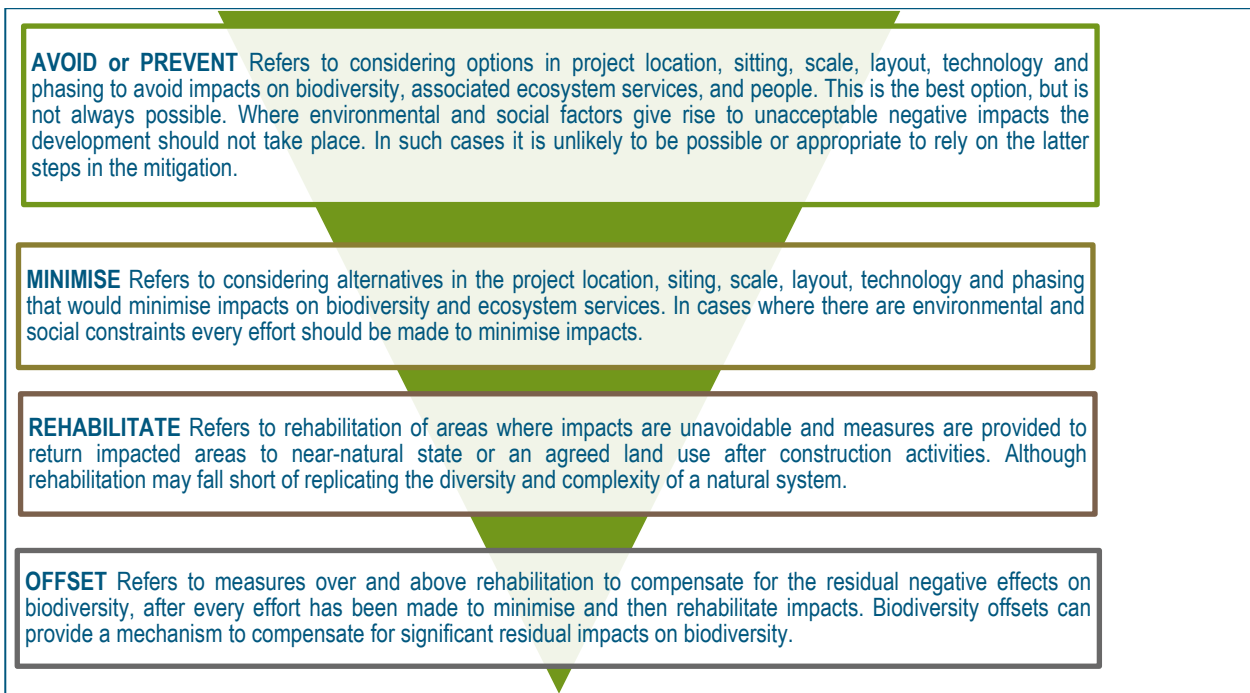 AVOID or PREVENT Refers to considering options in project location, sitting, scale, layout, technology and
phasing to avoid impacts on biodiversity, associated ecosystem services, and people. This is the best option, but is
not always possible. Where environmental and social factors give rise to unacceptable negative impacts the
development should not take place. In such cases it is unlikely to be possible or appropriate to rely on the latter
steps in the mitigation.
MINIMISE Refers to considering alternatives in the project location, siting, scale, layout, technology and phasing
that would minimise impacts on biodiversity and ecosystem services. In cases where there are environmental and
social constraints every effort should be made to minimise impacts.
REHABILITATE Refers to rehabilitation of areas where impacts are unavoidable and measures are provided to
return impacted areas to near-natural state or an agreed land use after construction activities. Although
rehabilitation may fall short of replicating the diversity and complexity of a natural system.
OFFSET Refers to measures over and above rehabilitation to compensate for the residual negative effects on
biodiversity, after every effort has been made to minimise and then rehabilitate impacts. Biodiversity offsets can
provide a mechanism to compensate for significant residual impacts on biodiversity.